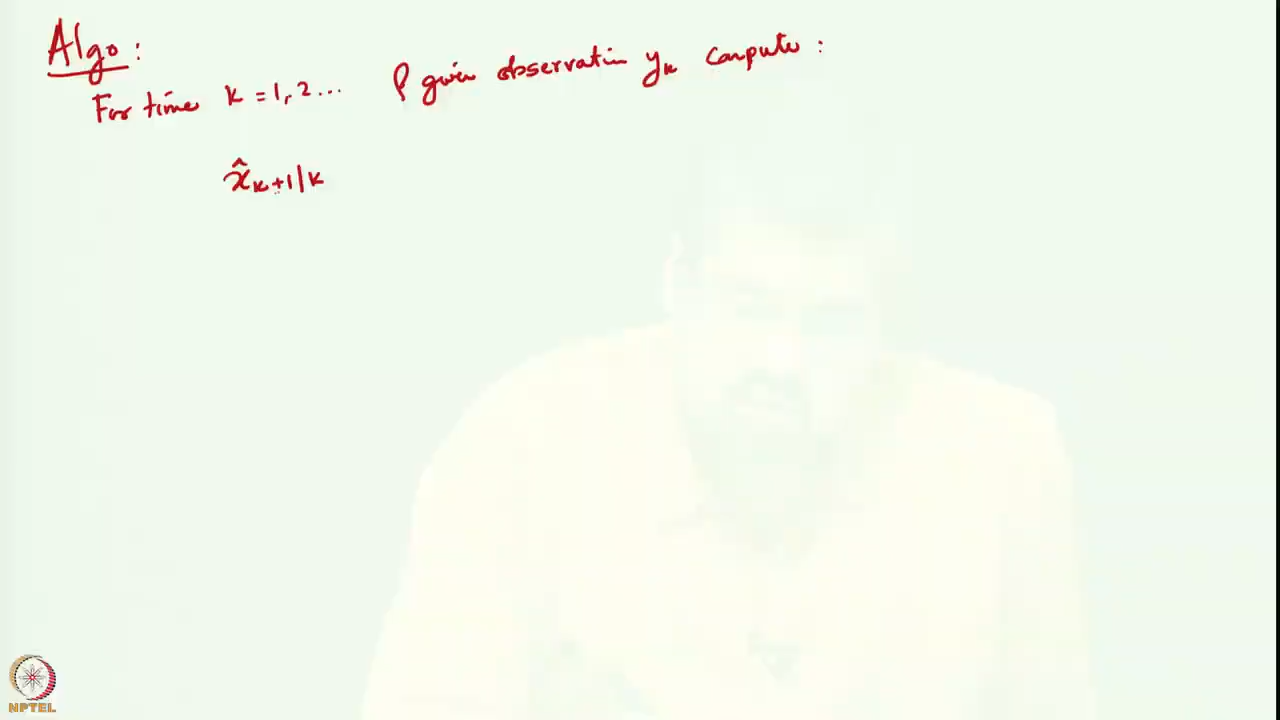 Algo:
For time k = 1, 2 ... & given observation yₖ compute:
x̂ₖ₊₁|ₖ
NPTEL